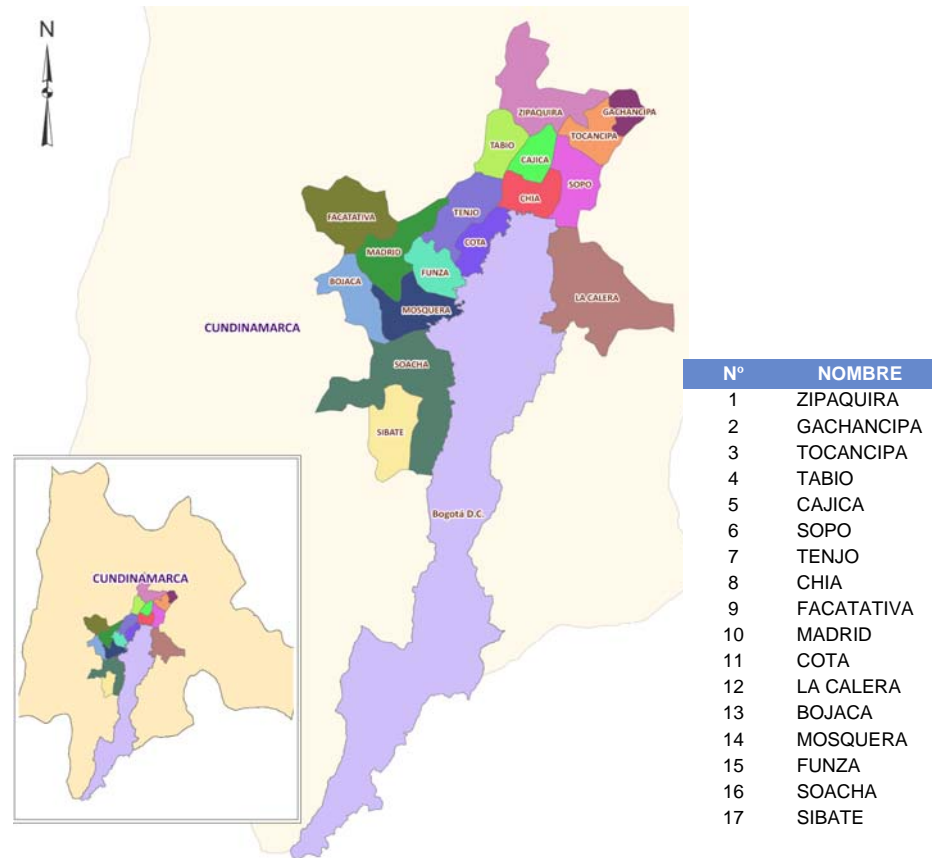 N
ZIPAQUIRA
GACHANCIPA
TOCANCIPA
TABIO
CAJICA
SOPO
CHIA
FACATATIVA
TENJO
COTA
MADRID
FUNZA
BOJACA
LA CALERA
MOSQUERA
CUNDINAMARCA
SOACHA
SIBATE
Bogotá D.C.
CUNDINAMARCA
Nº NOMBRE
1 ZIPAQUIRA
2 GACHANCIPA
3 TOCANCIPA
4 TABIO
5 CAJICA
6 SOPO
7 TENJO
8 CHIA
9 FACATATIVA
10 MADRID
11 COTA
12 LA CALERA
13 BOJACA
14 MOSQUERA
15 FUNZA
16 SOACHA
17 SIBATE